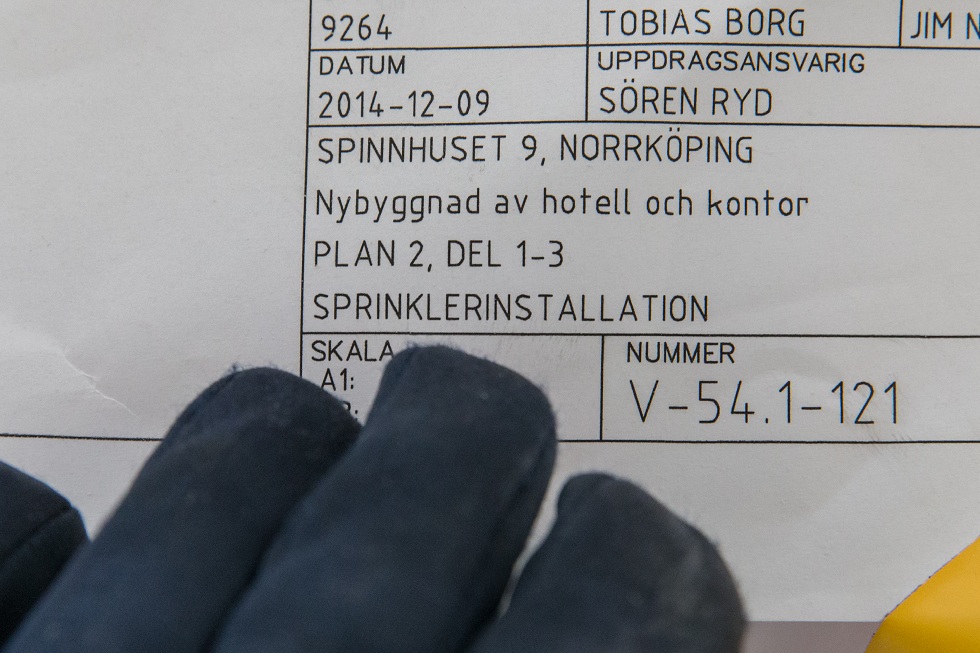 9264 TOBIAS BORG JIM
DATUM UPPDRAGSANSVARIG
2014-12-09 SÖREN RYD
SPINNHUSET 9, NORRKÖPING
Nybyggnad av hotell och kontor
PLAN 2, DEL 1-3
SPRINKLERINSTALLATION
SKALA NUMMER
A1:
V-54.1-121